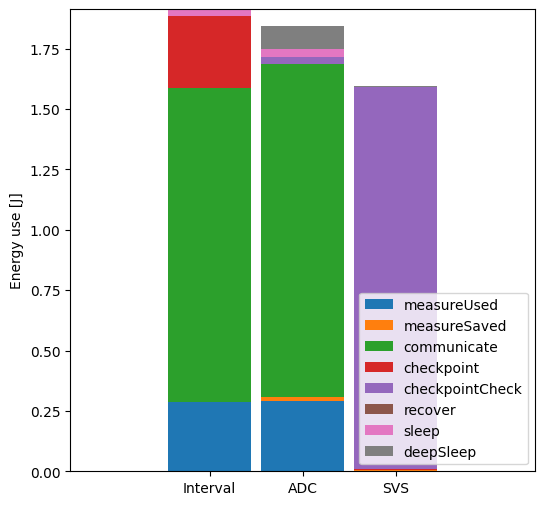 Energy use [J]
1.75
1.50
1.25
1.00
0.75
0.50
0.25
0.00
measureUsed
measureSaved
communicate
checkpoint
checkpointCheck
recover
sleep
deepSleep
Interval
ADC
SVS